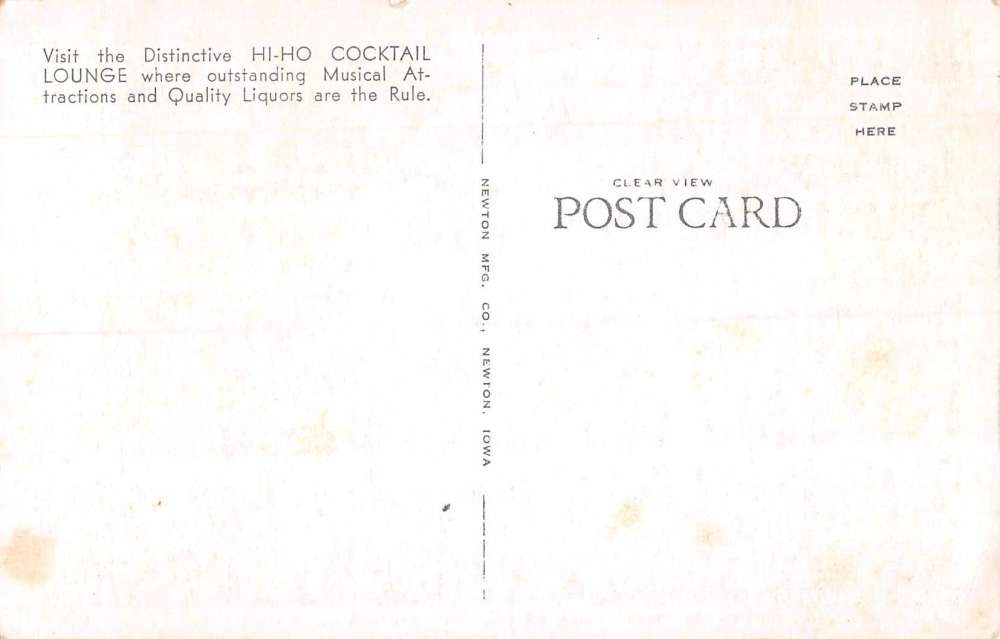 Visit the Distinctive HI-HO COCKTAIL
LOUNGE where outstanding Musical At-
tractions and Quality Liquors are the Rule.
NEWTON MFG. CO., NEWTON, IOWA
PLACE
STAMP
HERE
CLEAR VIEW
POST CARD